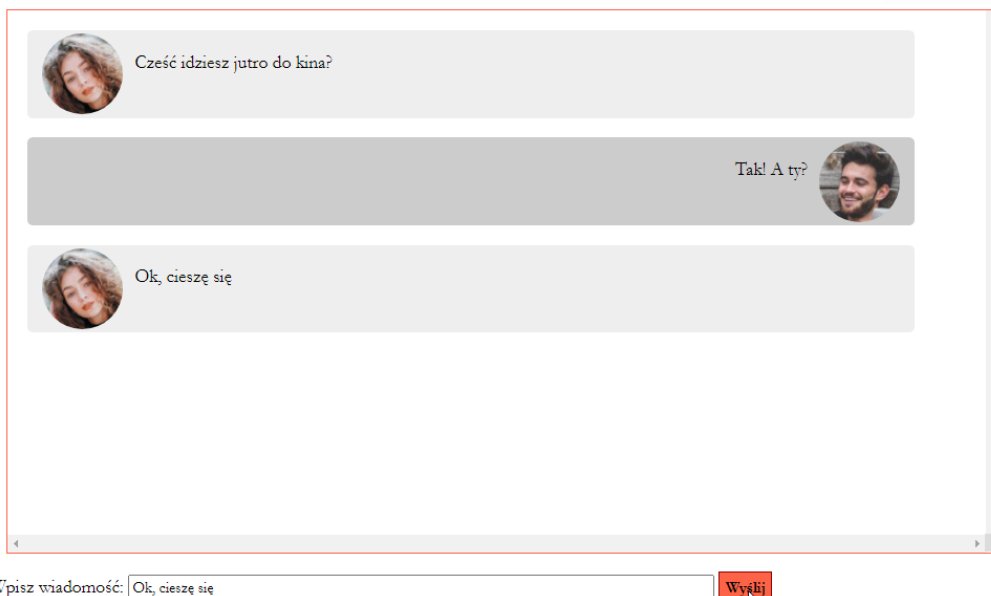 Cześć idziesz jutro do kina?
Tak! A ty?
Ok, cieszę się
Wpisz wiadomość: Ok, cieszę się Wyślij